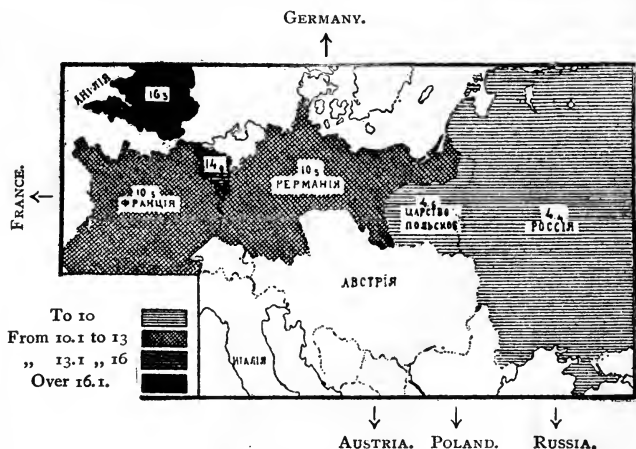 GERMANY.
FRANCE.
АНГЛІЯ
16.5
14.8
10.5
ФРАНЦІЯ
10.5
ГЕРМАНІЯ
4.6
ЦАРСТВО
ПОЛЬСКОЕ
4.4
РОССІЯ
АВСТРІЯ
ИТАЛІЯ
To 10
From 10.1 to 13
„ 13.1 „ 16
Over 16.1.
AUSTRIA. POLAND. RUSSIA.